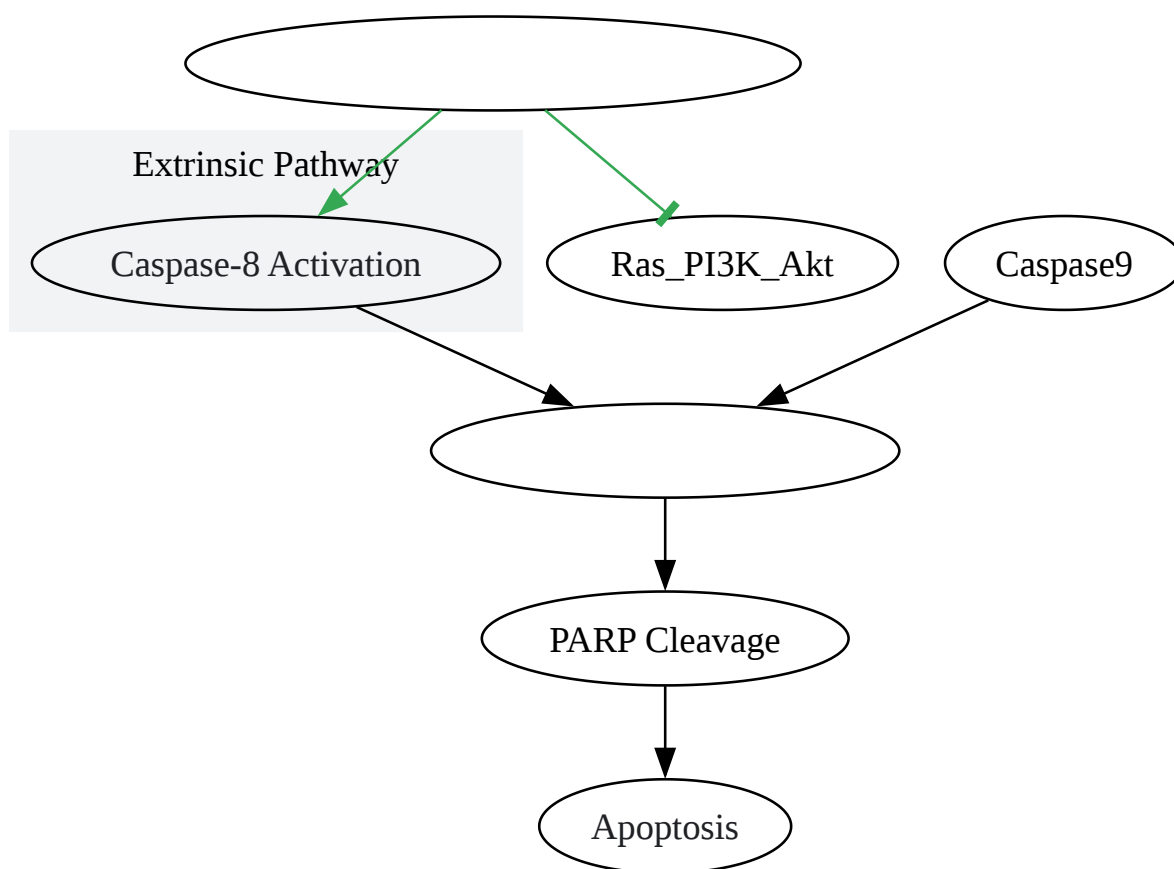 Extrinsic Pathway
Caspase-8 Activation
Ras_PI3K_Akt
Caspase9
PARP Cleavage
Apoptosis